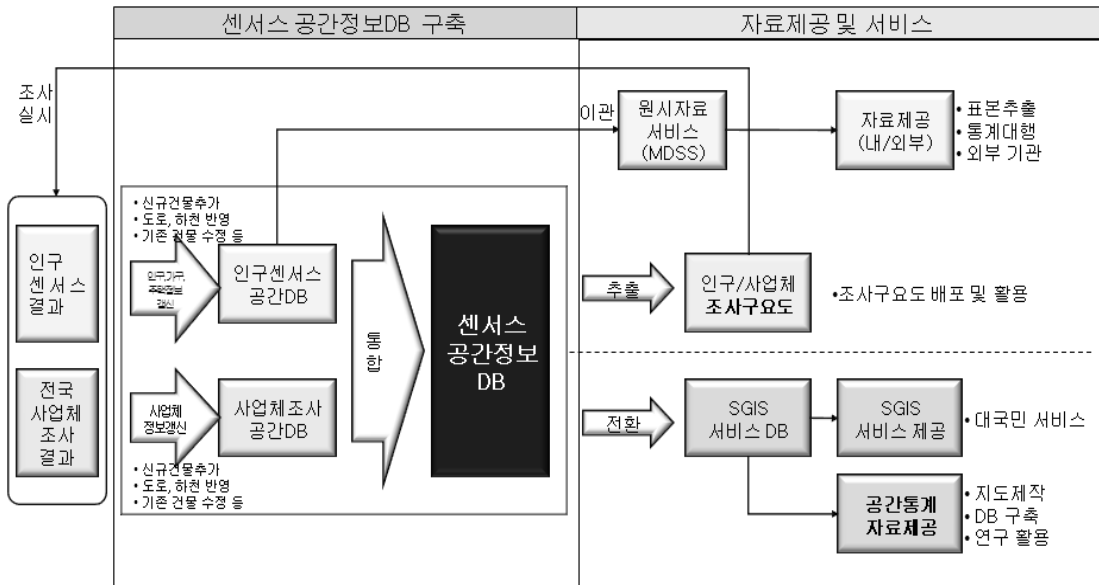 센서스 공간정보DB 구축
자료제공 및 서비스
조사
실시
이관
원시자료
서비스
(MDSS)
자료제공
(내/외부)
• 표본추출
• 통계대행
• 외부 기관
인구
센서스
결과
전국
사업체
조사
결과
• 신규건물추가
• 도로, 하천 반영
• 기존 건물 수정 등
인구,가구,
주택정보
갱신
인구센서스
공간DB
사업체
정보갱신
사업체조사
공간DB
• 신규건물추가
• 도로, 하천 반영
• 기존 건물 수정 등
통
합
센서스
공간정보
DB
추출
인구/사업체
조사구요도
•조사구요도 배포 및 활용
전환
SGIS
서비스 DB
SGIS
서비스 제공
• 대국민 서비스
공간통계
자료제공
• 지도제작
• DB 구축
• 연구 활용